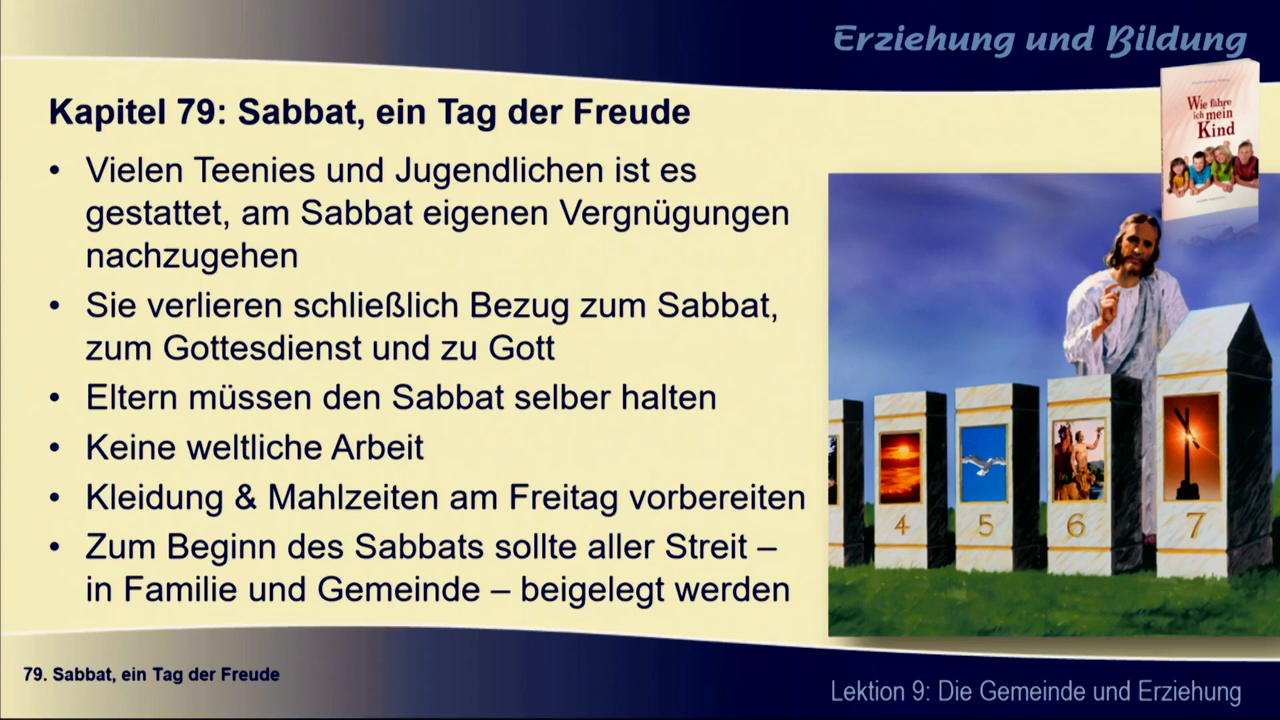 Erziehung und Bildung
Kapitel 79: Sabbat, ein Tag der Freude
• Vielen Teenies und Jugendlichen ist es
gestattet, am Sabbat eigenen Vergnügungen
nachzugehen
• Sie verlieren schließlich Bezug zum Sabbat,
zum Gottesdienst und zu Gott
• Eltern müssen den Sabbat selber halten
• Keine weltliche Arbeit
• Kleidung & Mahlzeiten am Freitag vorbereiten
• Zum Beginn des Sabbats sollte aller Streit –
in Familie und Gemeinde – beigelegt werden
Wie führe
ich mein
Kind
4
5
6
7
79. Sabbat, ein Tag der Freude
Lektion 9: Die Gemeinde und Erziehung